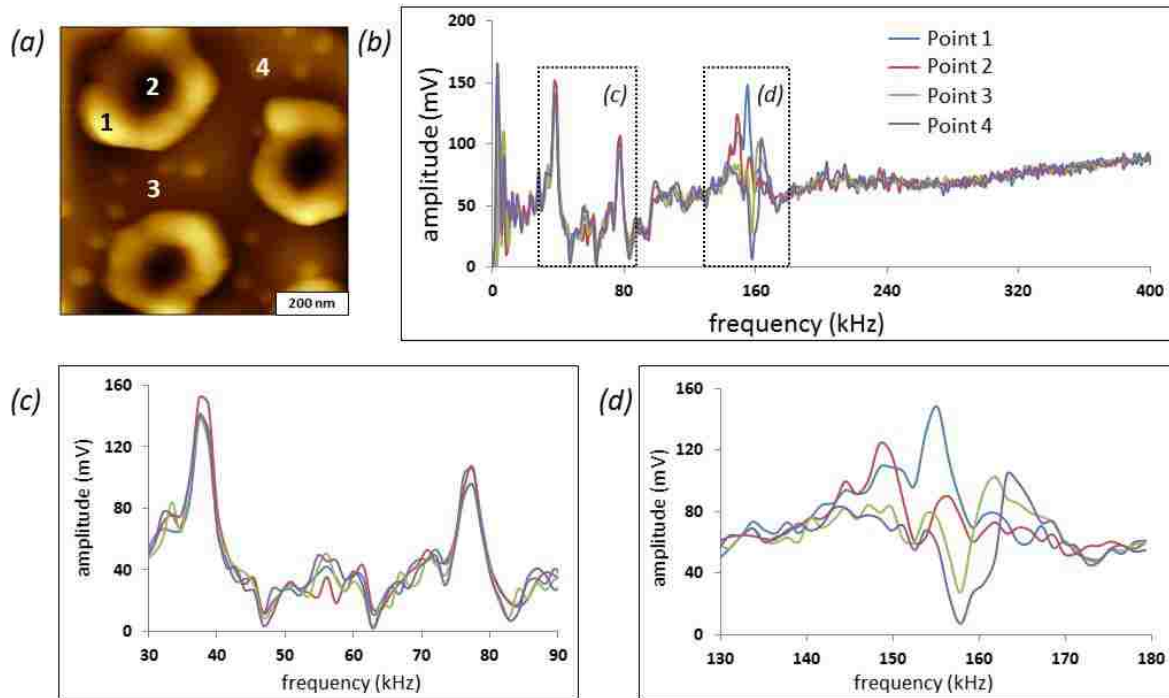 (a)
1
2
3
4
200 nm
(b)
amplitude (mV)
200
150
100
50
0
(c)
(d)
Point 1
Point 2
Point 3
Point 4
0 80 160 240 320 400
frequency (kHz)
(c)
amplitude (mV)
160
120
80
40
0
30 40 50 60 70 80 90
frequency (kHz)
(d)
amplitude (mV)
160
120
80
40
0
130 140 150 160 170 180
frequency (kHz)